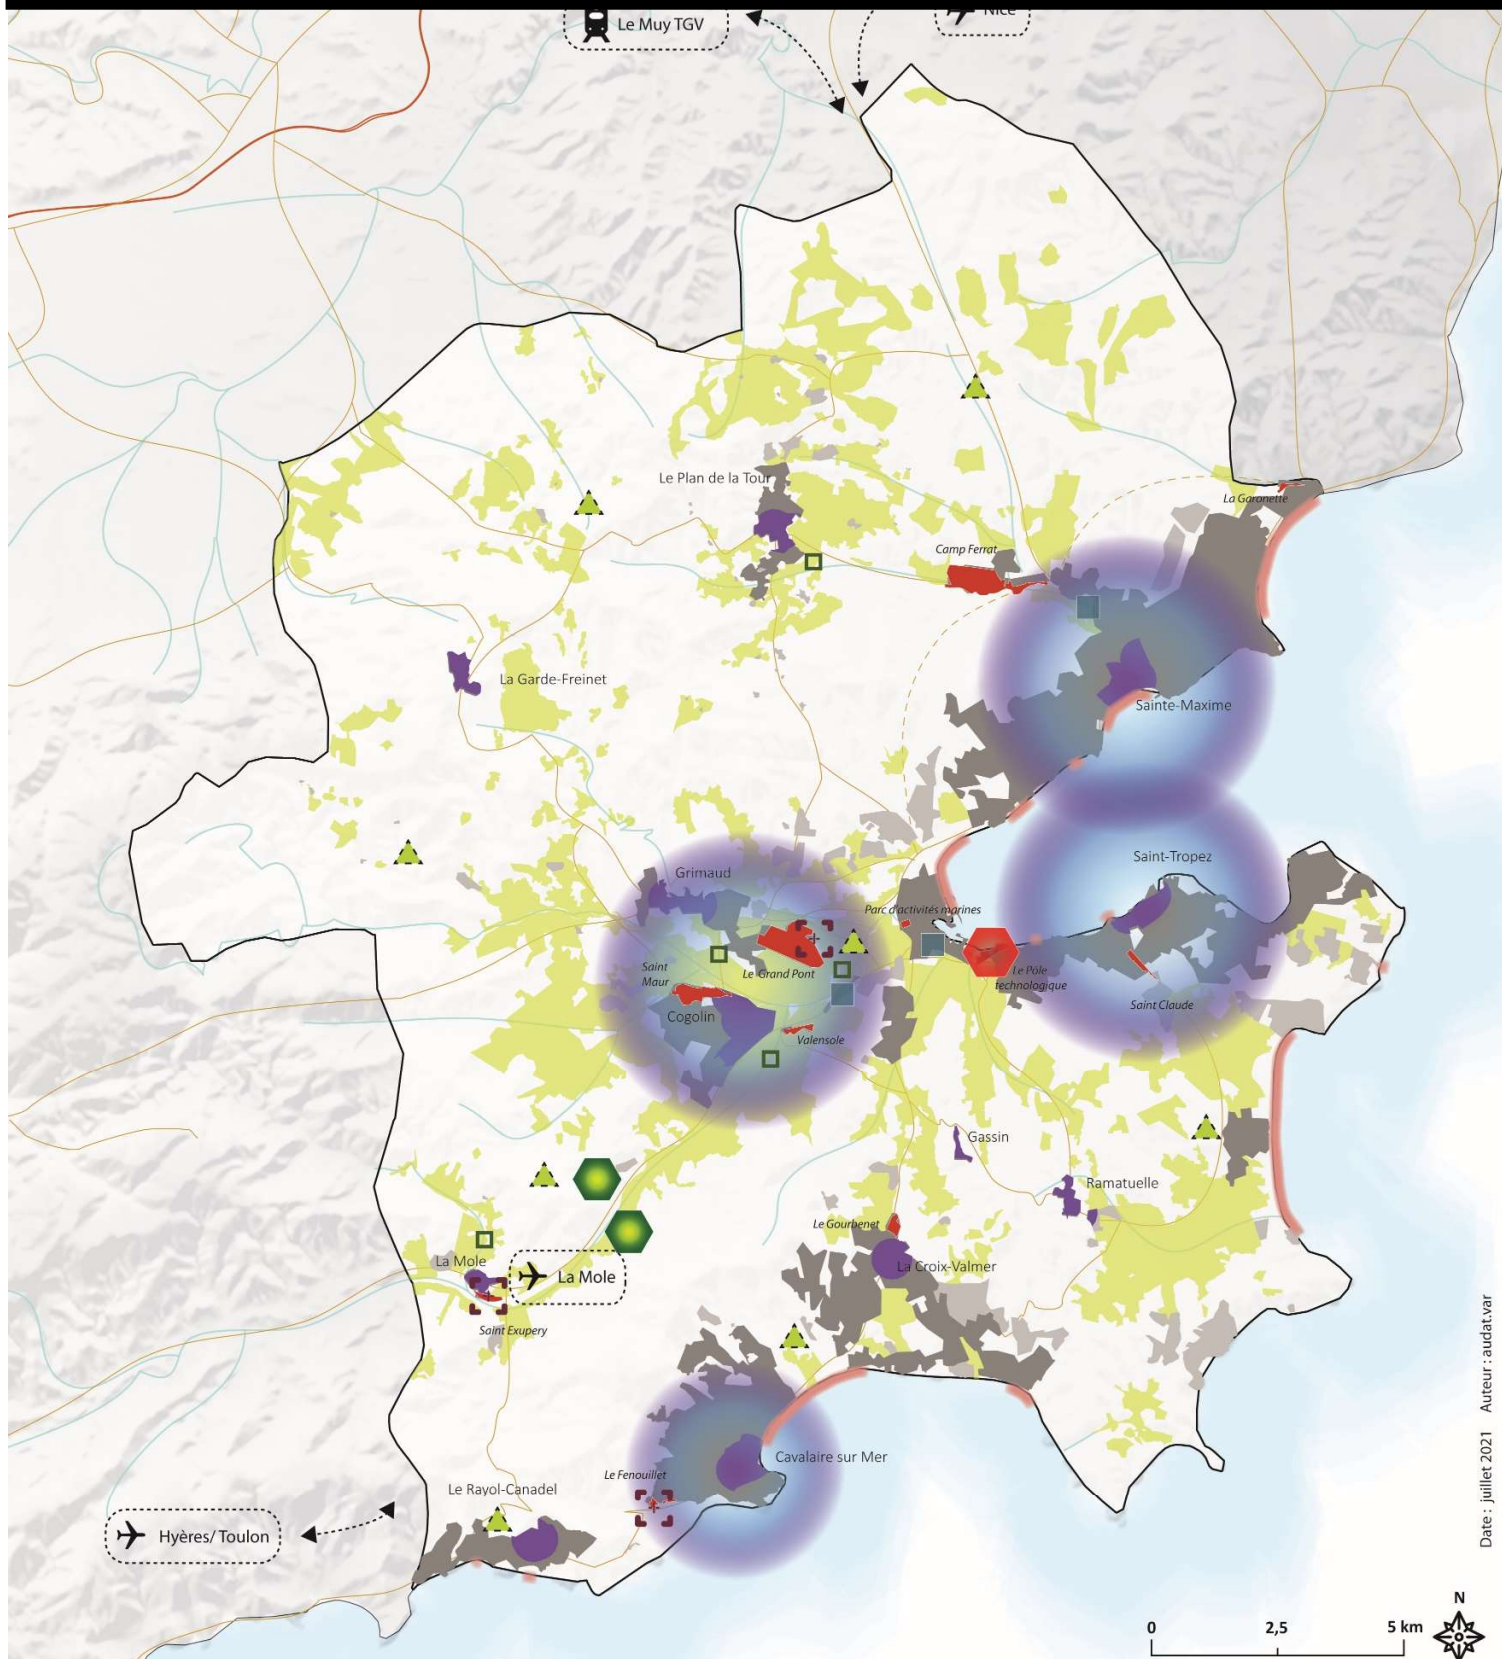 Le Muy TGV
Nice
Le Plan de la Tour
La Garonette
Camp Ferrat
La Garde-Freinet
Sainte-Maxime
Saint-Tropez
Grimaud
Parc d'activités marines
Saint
Maur
Le Grand Pont
Le Pôle
technologique
Saint Claude
Cogolin
Valensole
Gassin
Ramatuelle
Le Gourbenet
La Mole
La Mole
La Croix-Valmer
Saint Exupery
Cavalaire sur Mer
Le Fenouillet
Le Rayol-Canadel
Hyères/ Toulon
Date : juillet 2021 Auteur : audat.var
N
0 2,5 5 km